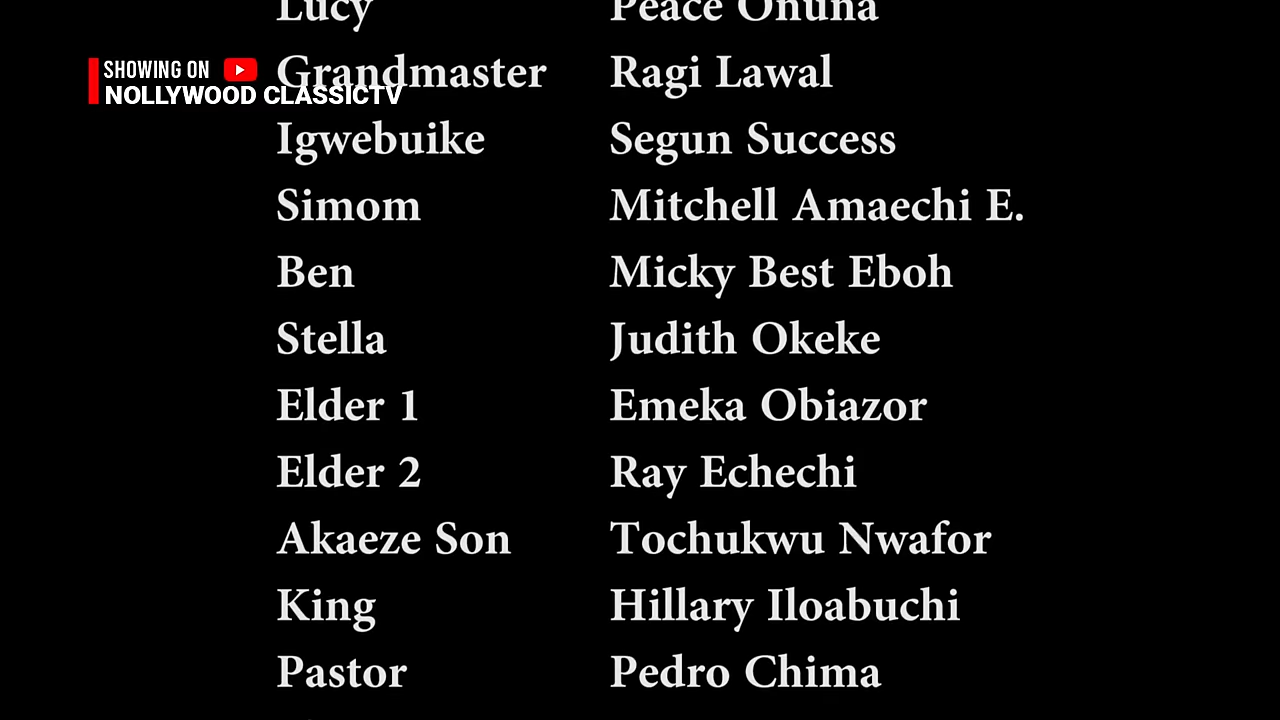 Lucy Peace Onuna
SHOWING ON
Grandmaster Ragi Lawal
NOLLYWOOD CLASSICTV
Igwebuike Segun Success
Simom Mitchell Amaechi E.
Ben Micky Best Eboh
Stella Judith Okeke
Elder 1 Emeka Obiazor
Elder 2 Ray Echechi
Akaeze Son Tochukwu Nwafor
King Hillary Iloabuchi
Pastor Pedro Chima